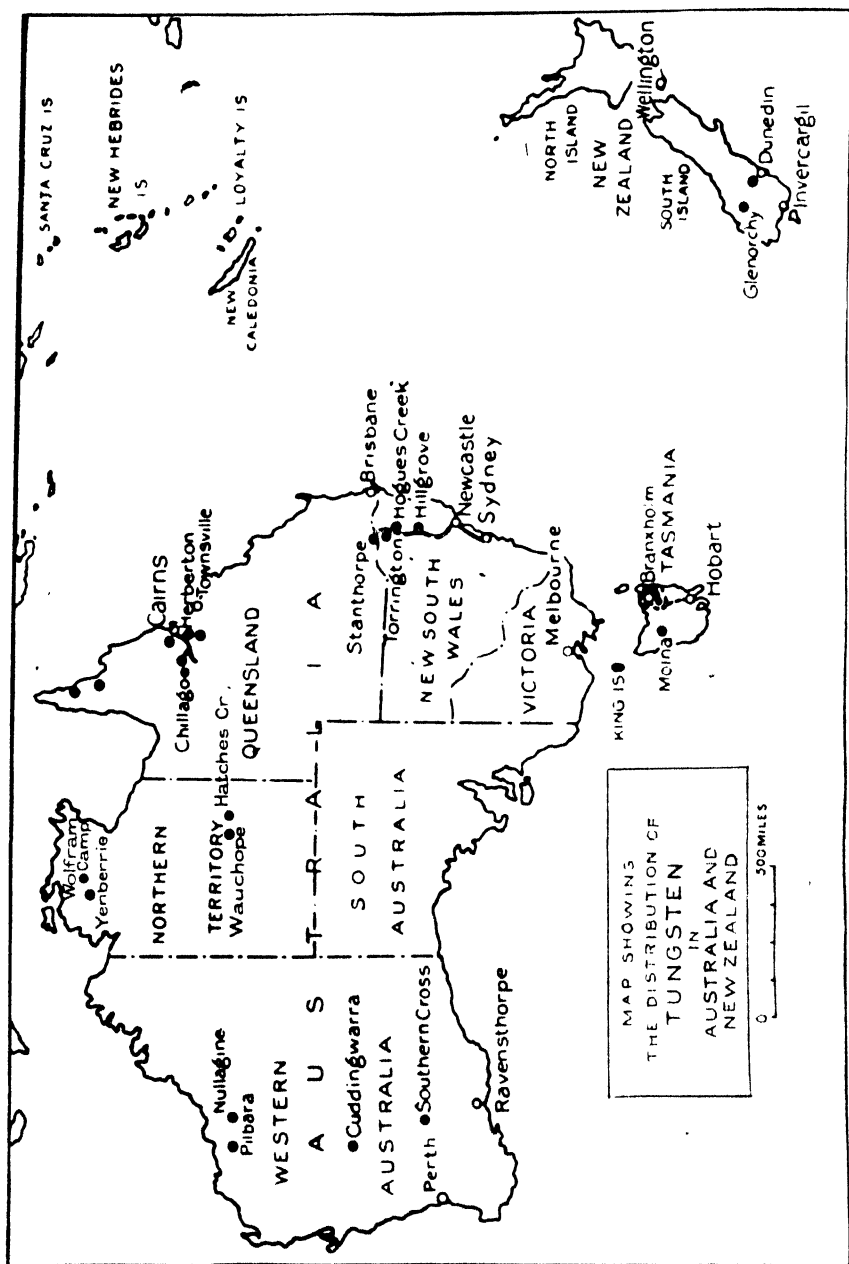 SANTA CRUZ IS
NEW HEBRIDES
IS
LOYALTY IS
NEW
CALEDONIA
Wolfram
Camp
Yenberrie
NORTHERN
TERRITORY
Hatches Cr.
Wauchope
Cairns
Herberton
Townsville
Chillagoe
QUEENSLAND
Nullagine
Pilbara
WESTERN
AUSTRALIA
AUSTRALIA
Cuddingwarra
Perth
Southern Cross
Ravensthorpe
SOUTH
AUSTRALIA
Stanthorpe
Brisbane
Torrington
Hogues Creek
Hillgrove
Newcastle
Sydney
NEW SOUTH
WALES
VICTORIA
Melbourne
KING IS
Branxholm
TASMANIA
Moina
Hobart
NORTH
ISLAND
NEW
ZEALAND
Wellington
SOUTH
ISLAND
Glenorchy
Dunedin
Invercargil
MAP SHOWING
THE DISTRIBUTION OF
TUNGSTEN
IN
AUSTRALIA AND
NEW ZEALAND
0 500 MILES